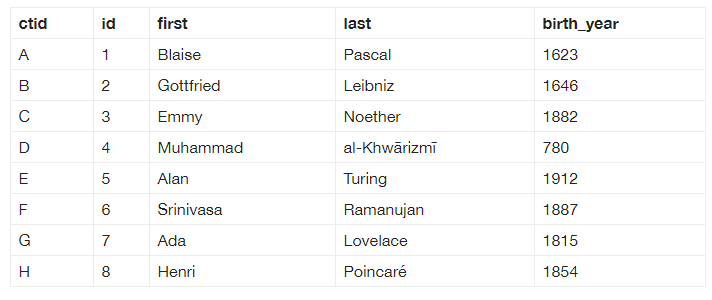 ctid id first last birth_year
A 1 Blaise Pascal 1623
B 2 Gottfried Leibniz 1646
C 3 Emmy Noether 1882
D 4 Muhammad al-Khwārizmī 780
E 5 Alan Turing 1912
F 6 Srinivasa Ramanujan 1887
G 7 Ada Lovelace 1815
H 8 Henri Poincaré 1854